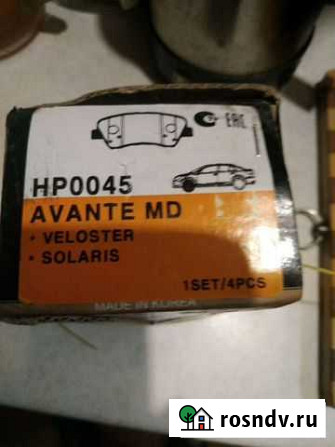 EAC
HP0045
AVANTE MD
• VELOSTER
• SOLARIS
1SET/4PCS
MADE IN KOREA
rosndv.ru